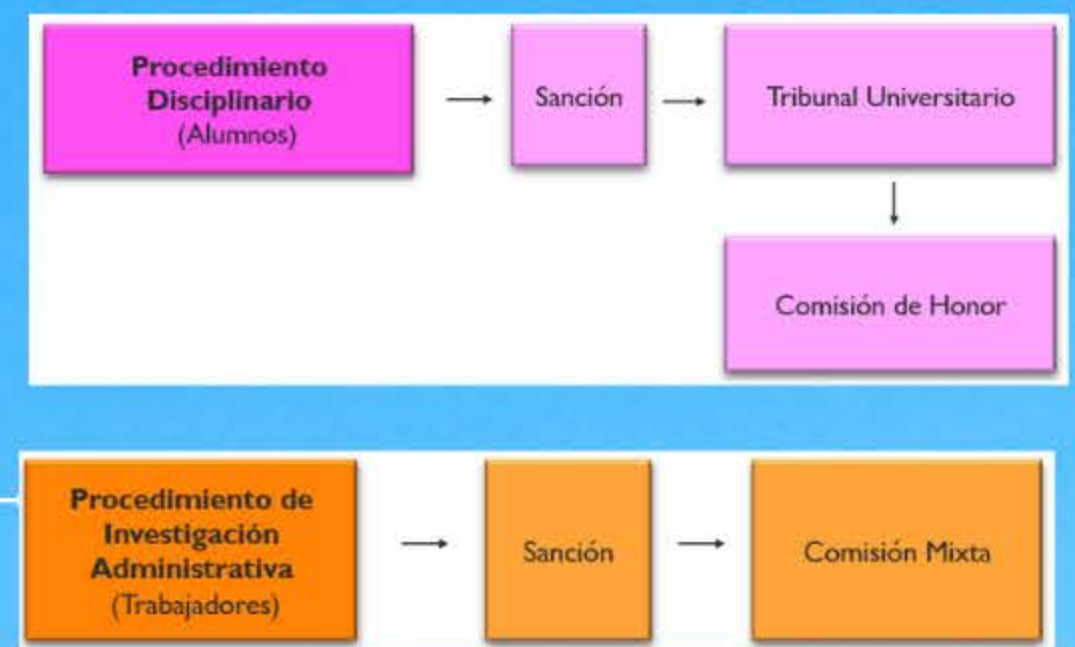 Procedimiento
Disciplinario
(Alumnos)
Sanción
Tribunal Universitario
Comisión de Honor
Procedimiento de
Investigación
Administrativa
(Trabajadores)
Sanción
Comisión Mixta